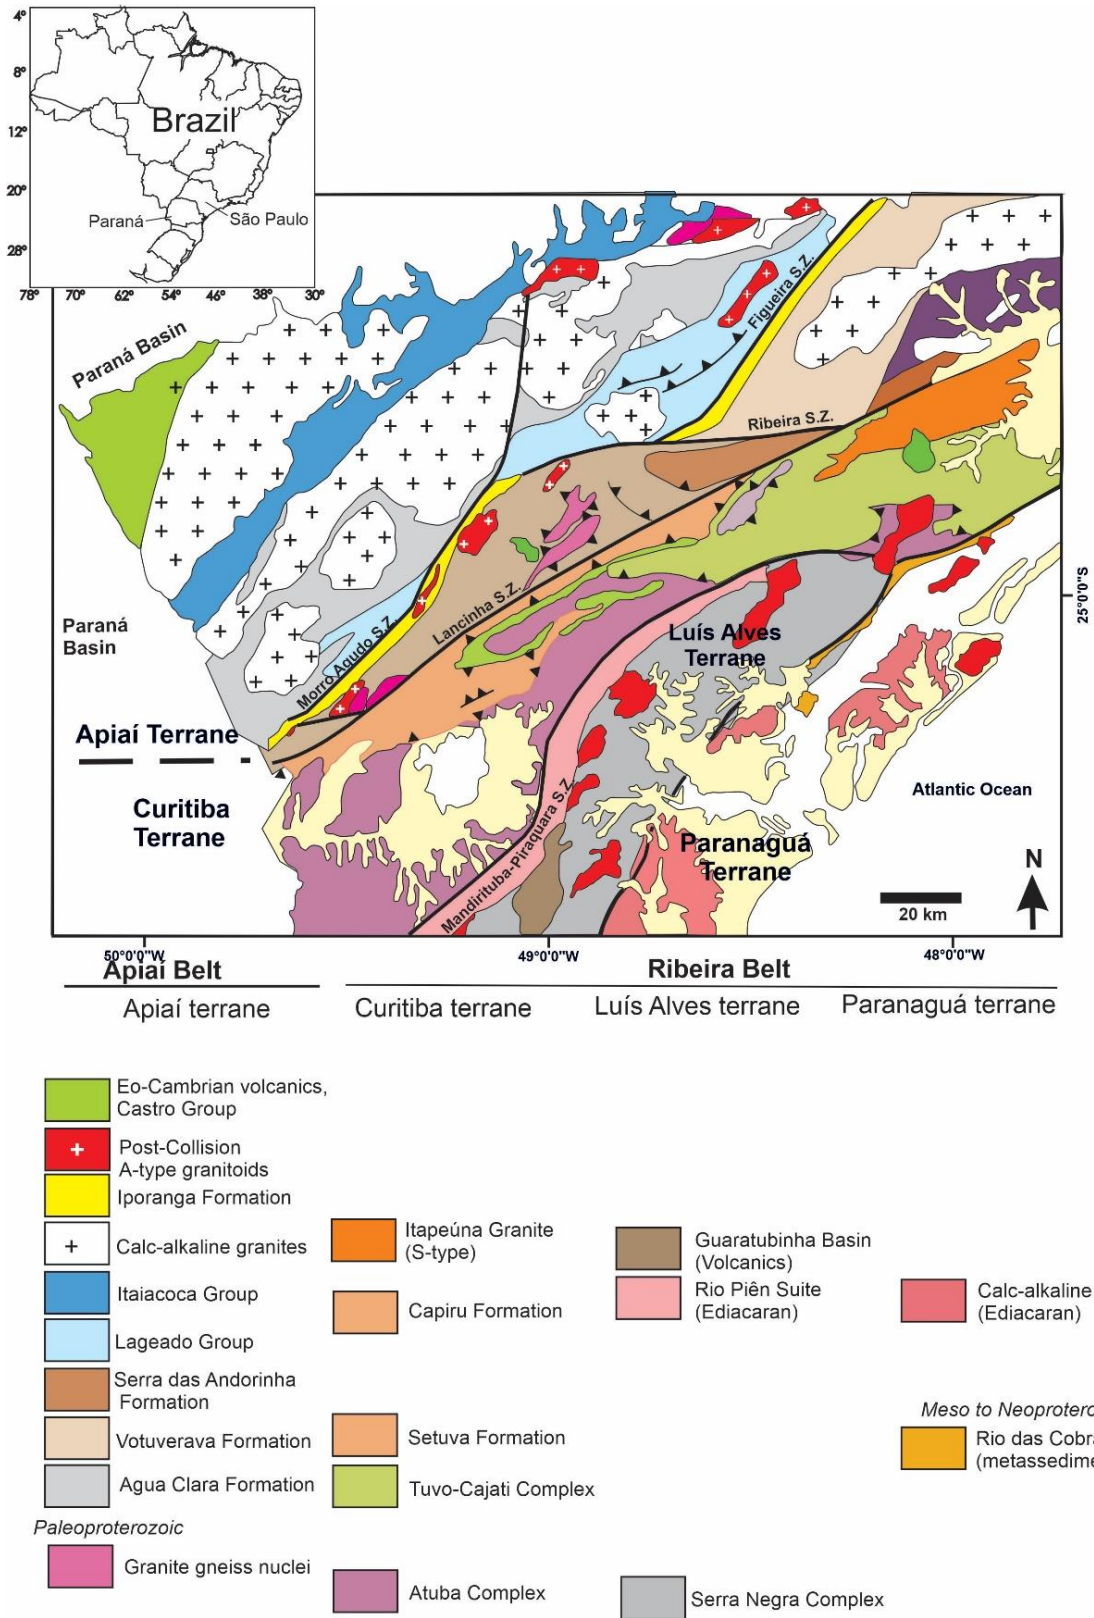 4°
8°
12°
20°
28°
78°
70°
62°
54°
46°
38°
30°
Brazil
Paraná
São Paulo
Paraná Basin
Figueira S.Z.
Ribeira S.Z.
Paraná
Basin
Morro Agudo S.Z.
Lancinha S.Z.
Luís Alves
Terrane
25°0'0"S
Apiaí Terrane
Curitiba
Terrane
Mandirituba-Piraquara S.Z.
Paranaguá
Terrane
Atlantic Ocean
N
20 km
50°0'0"W
49°0'0"W
48°0'0"W
Apiaí Belt
Ribeira Belt
Apiaí terrane
Curitiba terrane
Luís Alves terrane
Paranaguá terrane
Eo-Cambrian volcanics,
Castro Group
Post-Collision
A-type granitoids
Iporanga Formation
Calc-alkaline granites
Itaiacoca Group
Lageado Group
Serra das Andorinha
Formation
Votuverava Formation
Agua Clara Formation
Paleoproterozoic
Granite gneiss nuclei
Itapeúna Granite
(S-type)
Capiru Formation
Setuva Formation
Tuvo-Cajati Complex
Atuba Complex
Guaratubinha Basin
(Volcanics)
Rio Piên Suite
(Ediacaran)
Serra Negra Complex
Calc-alkaline
(Ediacaran)
Meso to Neoprotero
Rio das Cobra
(metassedime